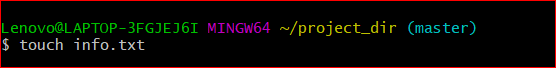 Lenovo@LAPTOP-3FGJEJ6I MINGW64 ~/project_dir (master)
$ touch info.txt